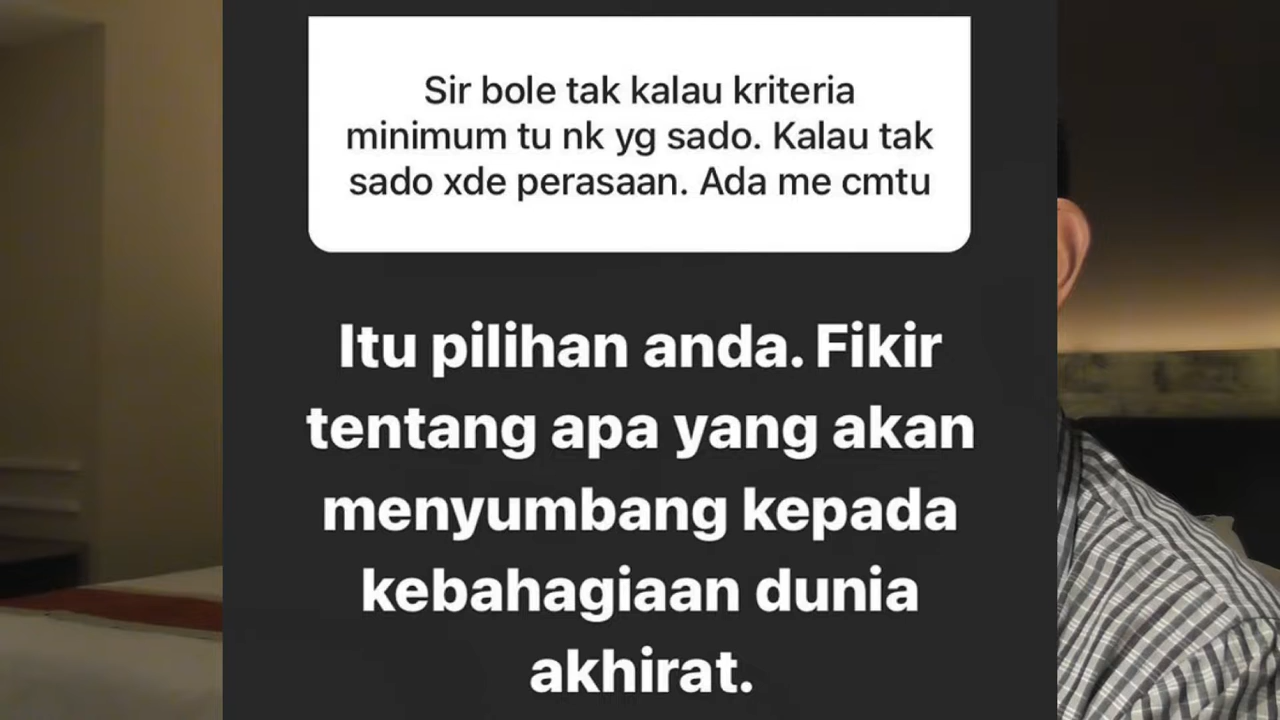 Sir bole tak kalau kriteria
minimum tu nk yg sado. Kalau tak
sado xde perasaan. Ada me cmtu
Itu pilihan anda. Fikir
tentang apa yang akan
menyumbang kepada
kebahagiaan dunia
akhirat.